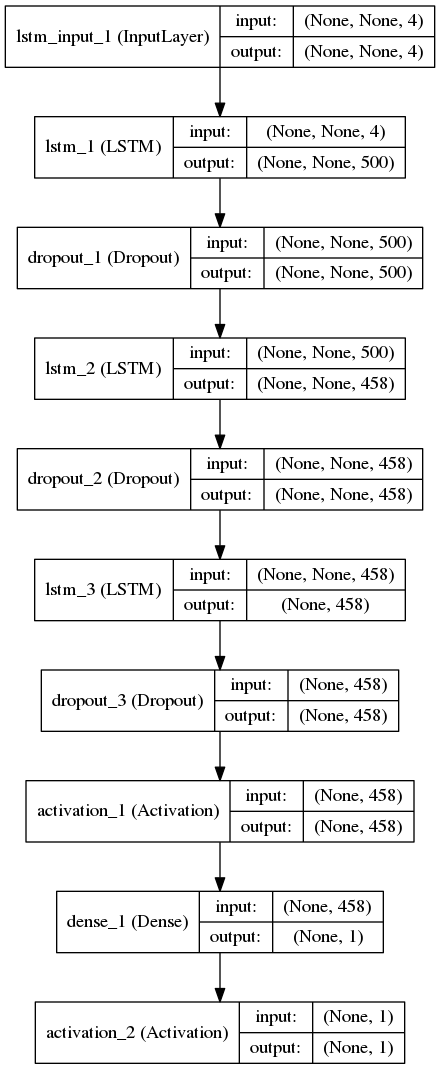 lstm_input_1 (InputLayer)
input: (None, None, 4)
output: (None, None, 4)
lstm_1 (LSTM)
input: (None, None, 4)
output: (None, None, 500)
dropout_1 (Dropout)
input: (None, None, 500)
output: (None, None, 500)
lstm_2 (LSTM)
input: (None, None, 500)
output: (None, None, 458)
dropout_2 (Dropout)
input: (None, None, 458)
output: (None, None, 458)
lstm_3 (LSTM)
input: (None, None, 458)
output: (None, 458)
dropout_3 (Dropout)
input: (None, 458)
output: (None, 458)
activation_1 (Activation)
input: (None, 458)
output: (None, 458)
dense_1 (Dense)
input: (None, 458)
output: (None, 1)
activation_2 (Activation)
input: (None, 1)
output: (None, 1)